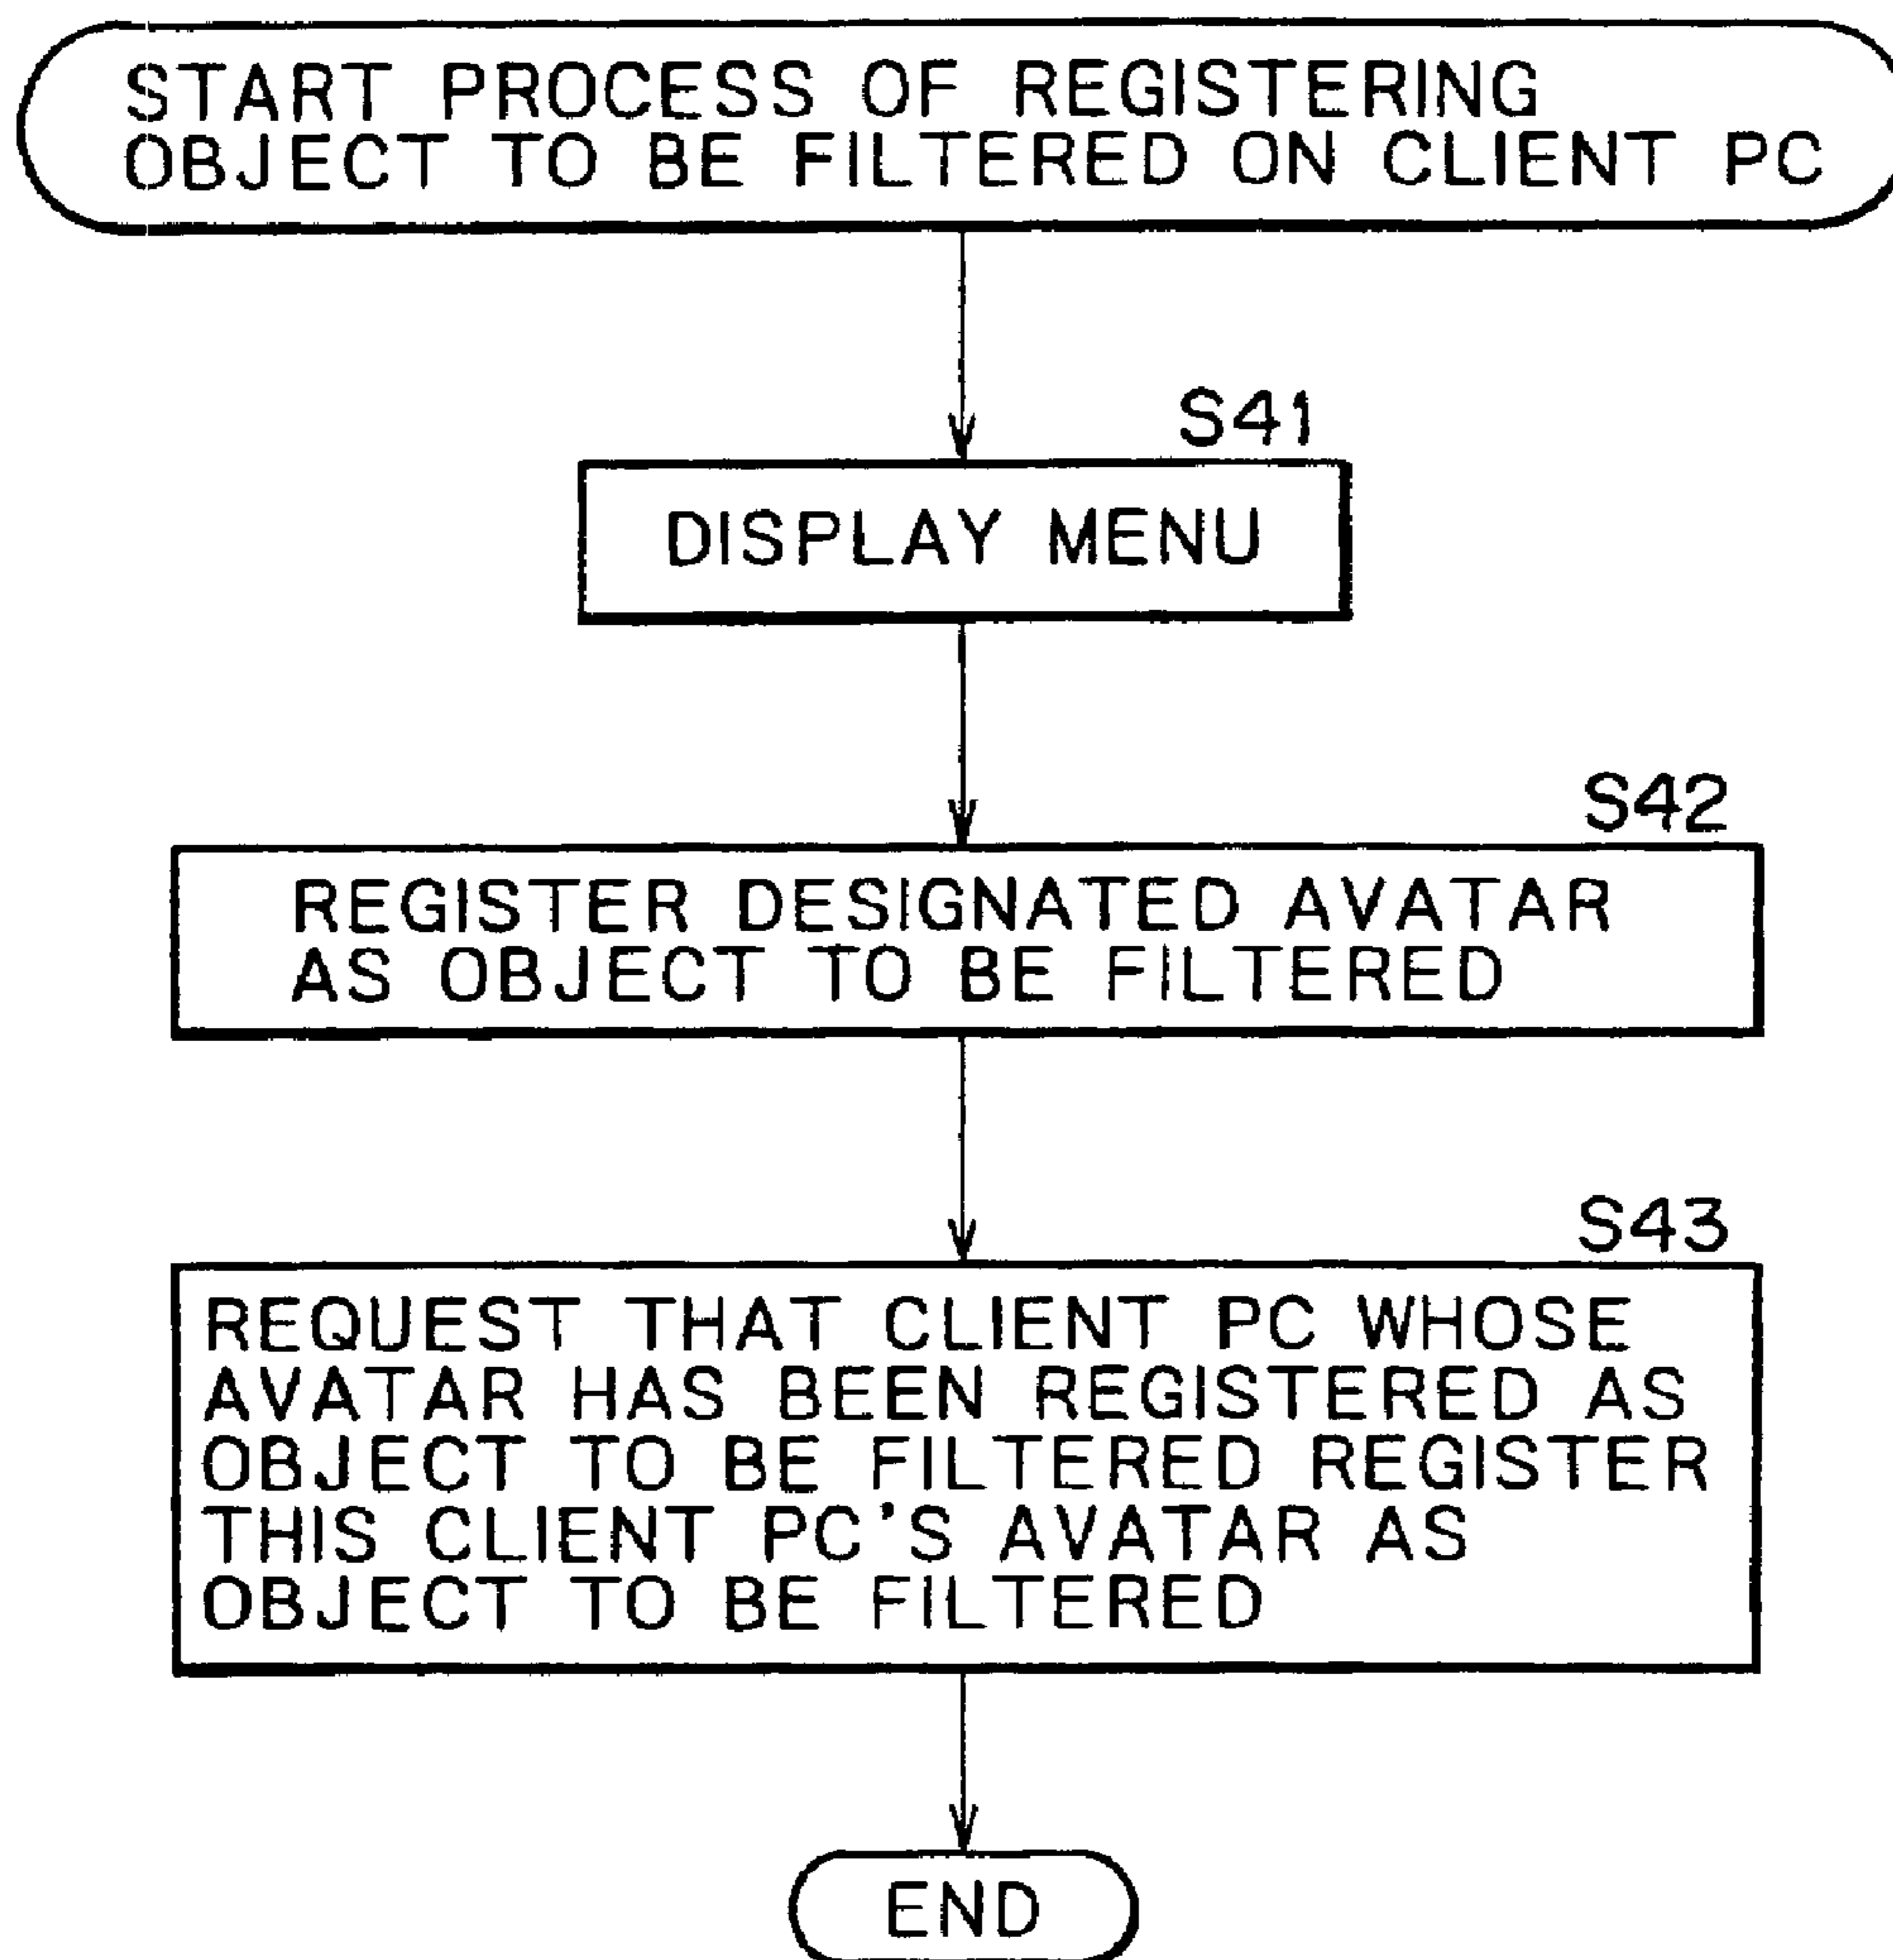 START PROCESS OF REGISTERING
OBJECT TO BE FILTERED ON CLIENT PC
S41
DISPLAY MENU
S42
REGISTER DESIGNATED AVATAR
AS OBJECT TO BE FILTERED
S43
REQUEST THAT CLIENT PC WHOSE
AVATAR HAS BEEN REGISTERED AS
OBJECT TO BE FILTERED REGISTER
THIS CLIENT PC'S AVATAR AS
OBJECT TO BE FILTERED
END